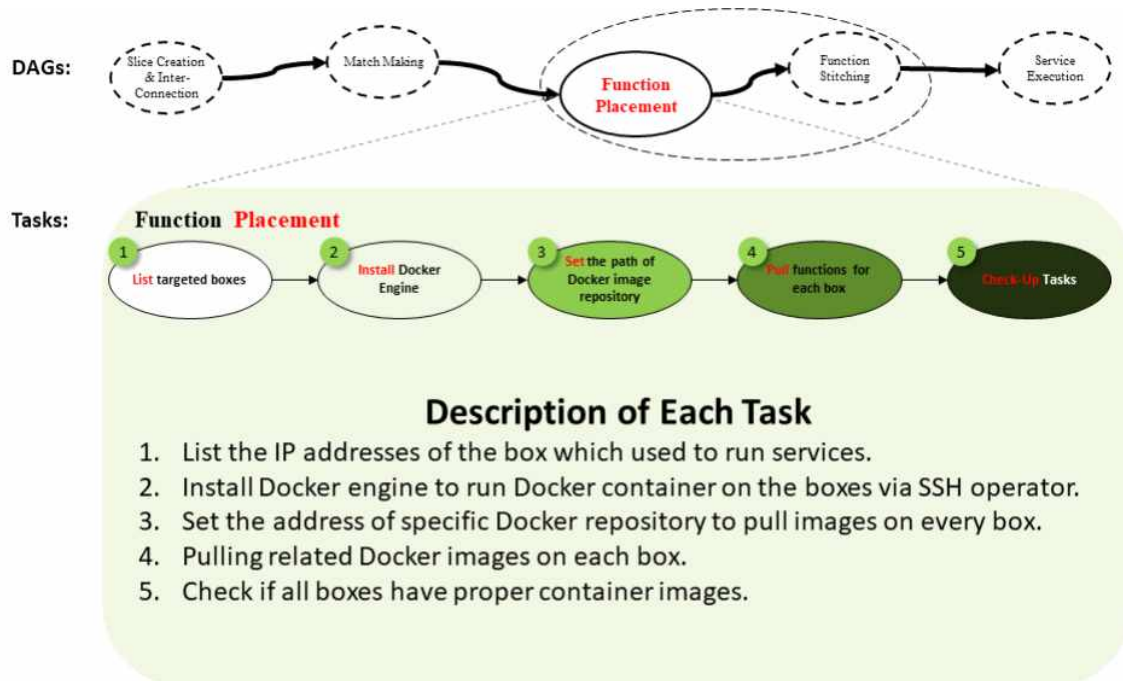 DAGs:
Slice Creation
& Inter-
Connection
Match Making
Function
Placement
Function
Stitching
Service
Execution
Tasks:
Function Placement
1
List targeted boxes
2
Install Docker
Engine
3
Set the path of
Docker image
repository
4
Pull functions for
each box
5
Check-Up Tasks
Description of Each Task
1. List the IP addresses of the box which used to run services.
2. Install Docker engine to run Docker container on the boxes via SSH operator.
3. Set the address of specific Docker repository to pull images on every box.
4. Pulling related Docker images on each box.
5. Check if all boxes have proper container images.